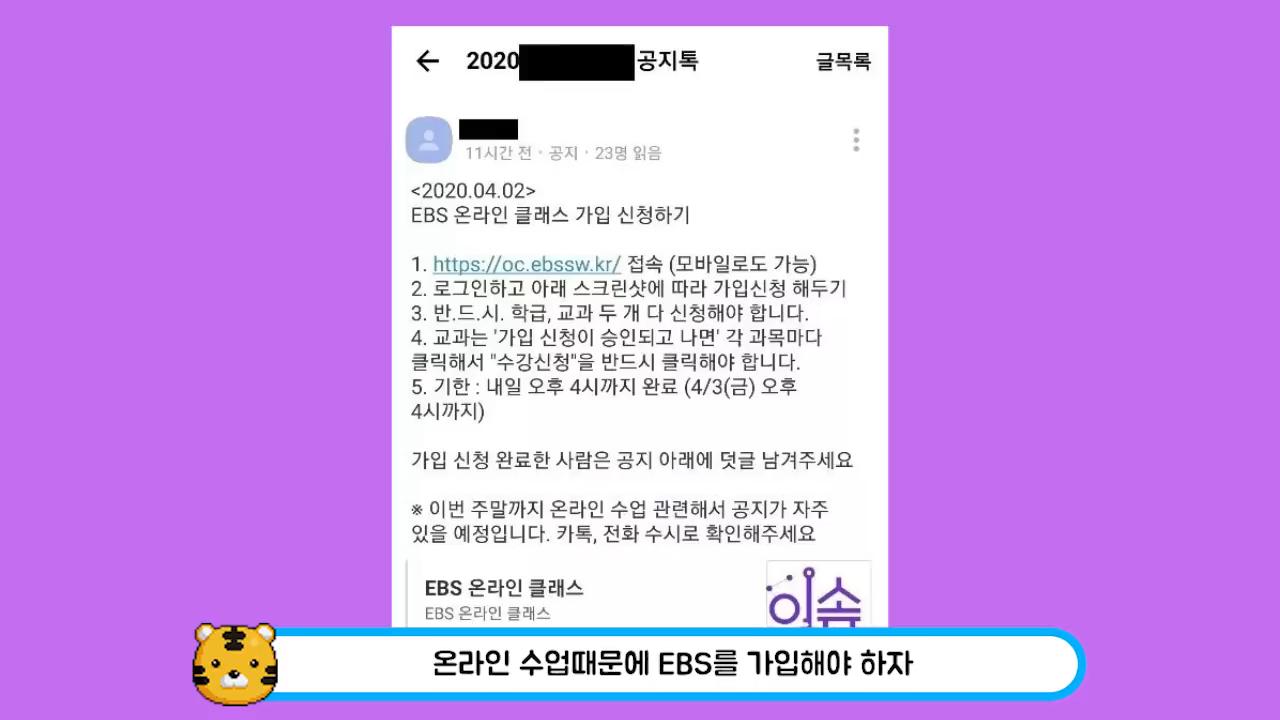 2020 공지톡 글목록
11시간 전 · 공지 · 23명 읽음
<2020.04.02>
EBS 온라인 클래스 가입 신청하기
1. https://oc.ebssw.kr/ 접속 (모바일로도 가능)
2. 로그인하고 아래 스크린샷에 따라 가입신청 해두기
3. 반.드.시. 학급, 교과 두 개 다 신청해야 합니다.
4. 교과는 '가입 신청이 승인되고 나면' 각 과목마다
클릭해서 "수강신청"을 반드시 클릭해야 합니다.
5. 기한 : 내일 오후 4시까지 완료 (4/3(금) 오후
4시까지)
가입 신청 완료한 사람은 공지 아래에 덧글 남겨주세요
※ 이번 주말까지 온라인 수업 관련해서 공지가 자주
있을 예정입니다. 카톡, 전화 수시로 확인해주세요
EBS 온라인 클래스
EBS 온라인 클래스
이솦
온라인 수업때문에 EBS를 가입해야 하자